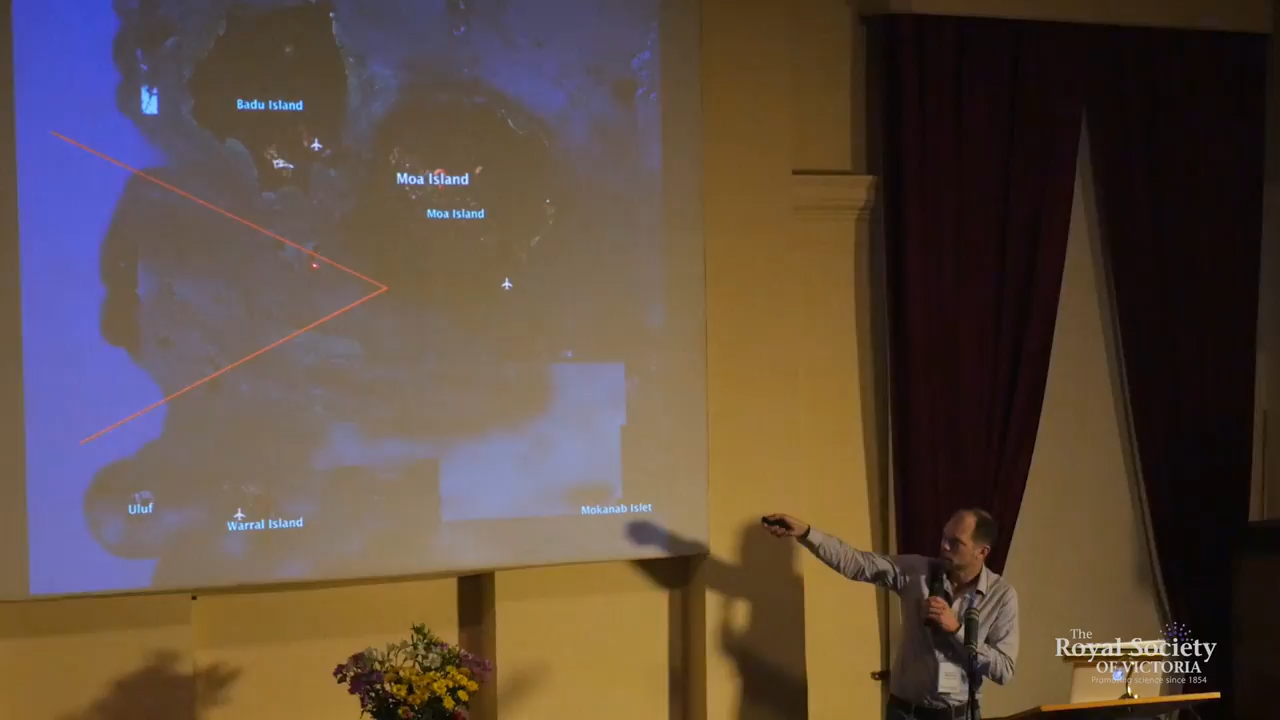 Badu Island
Moa Island
Moa Island
Uluf
Warral Island
Mokanab Islet
The
Royal Society
OF VICTORIA
Promoting science since 1854